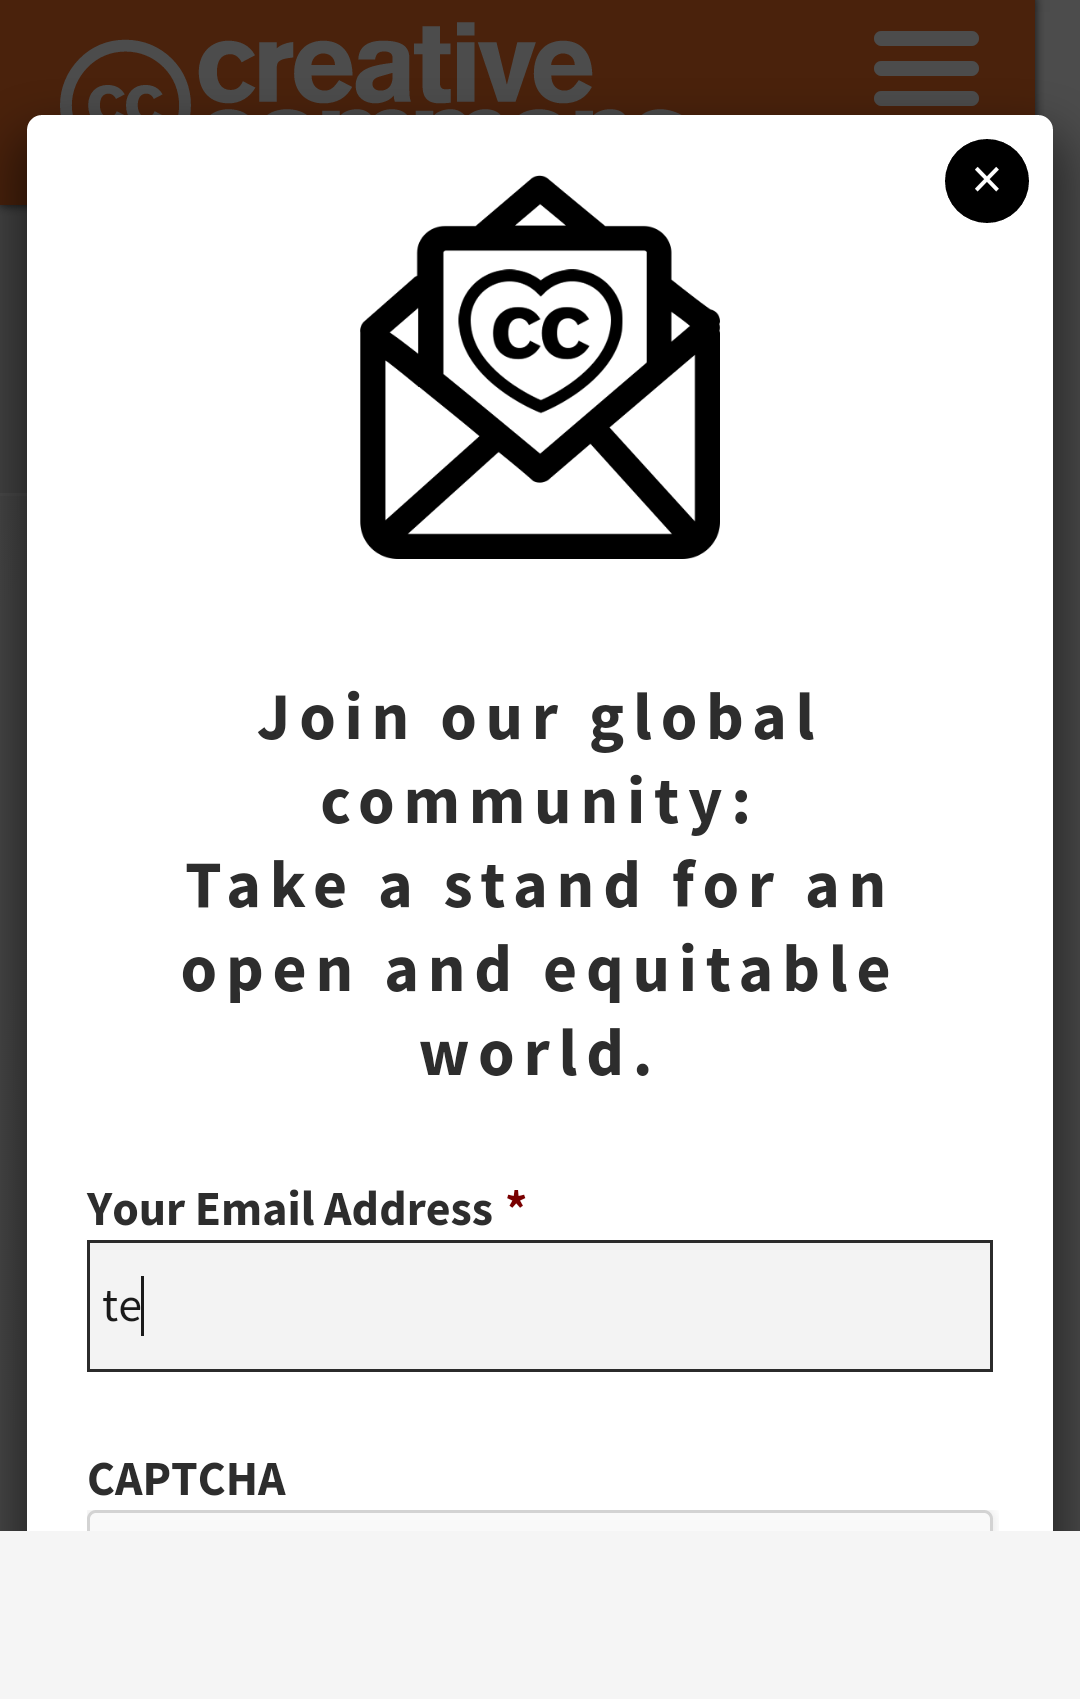 creative
cc
Join our global
community:
Take a stand for an
open and equitable
world.
Your Email Address *
te
CAPTCHA